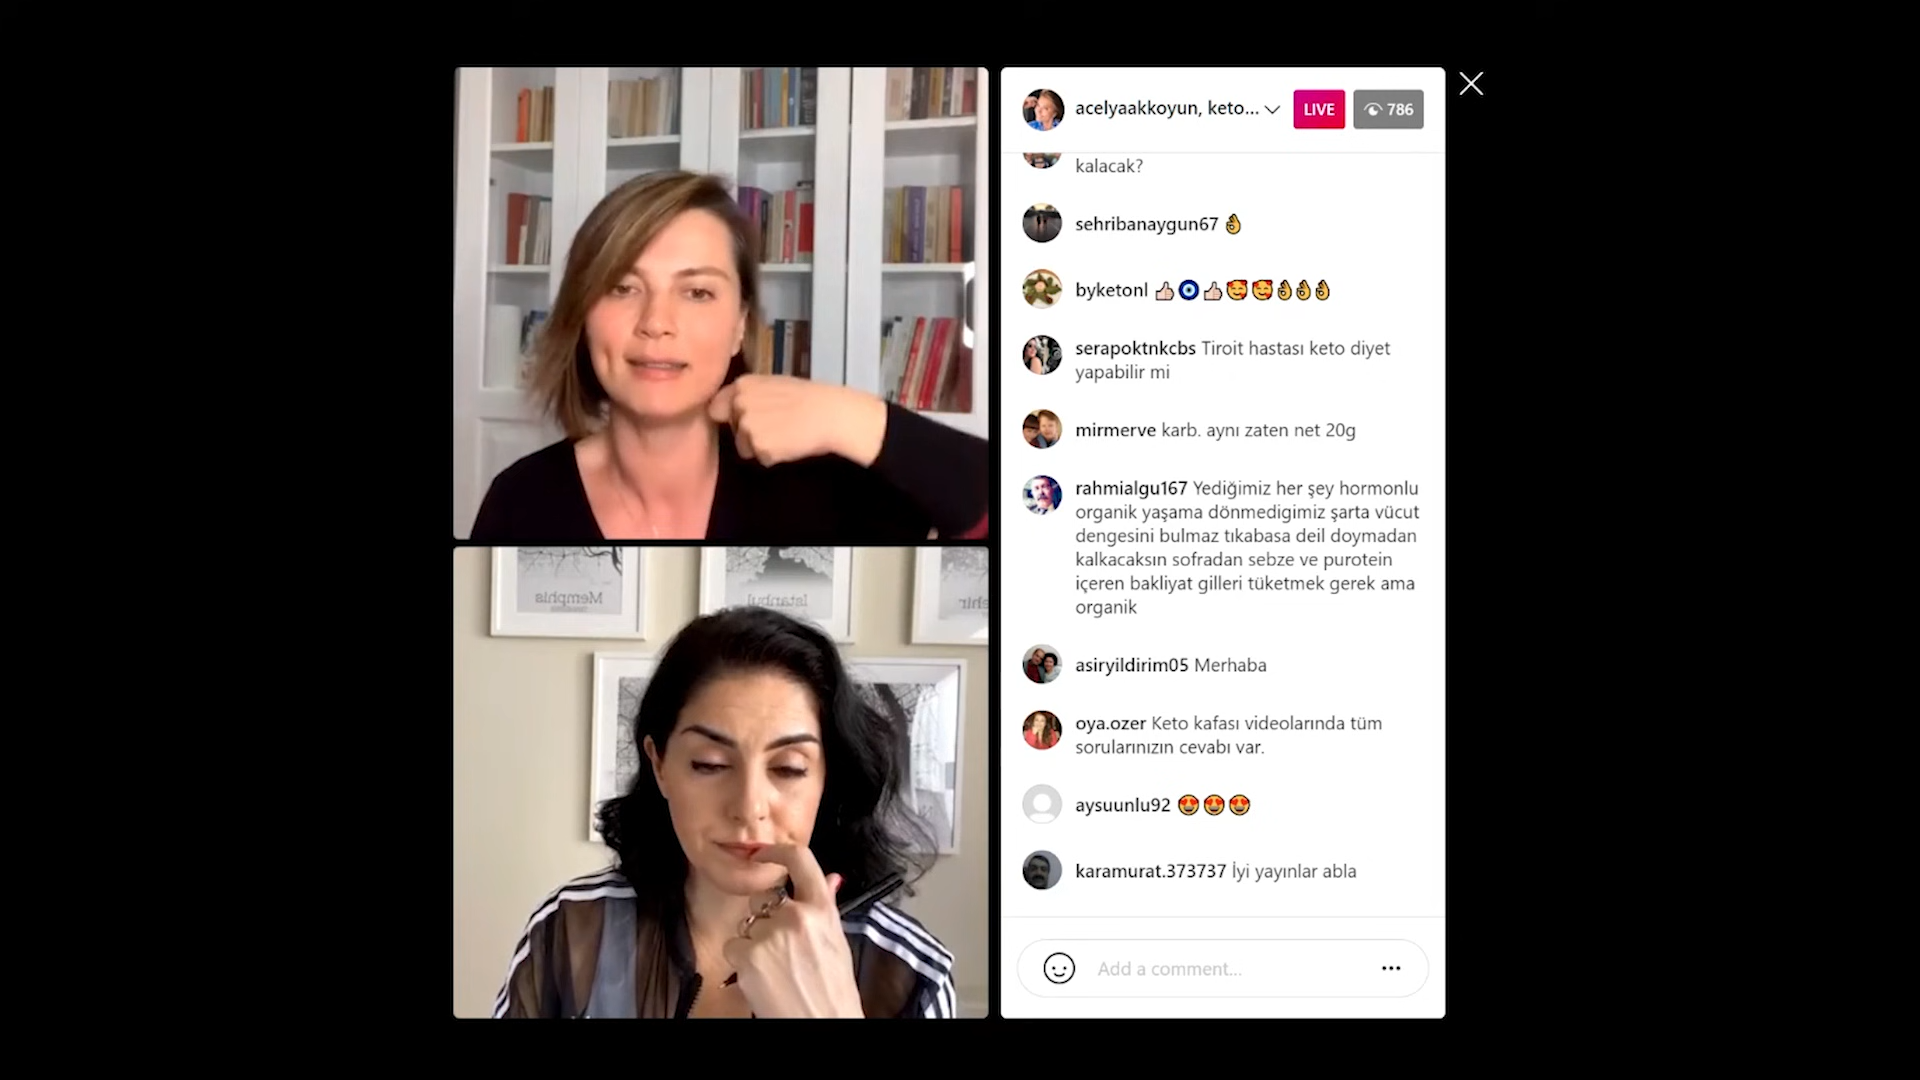 acelyaakkoyun, keto...
LIVE
786
kalacak?
sehribanaygun67 👌
byketonl 👍🧿👍🥰🥰👌👌👌
serapoktnkcbs Tiroit hastası keto diyet
yapabilir mi
mirmerve karb. aynı zaten net 20g
rahmialgu167 Yediğimiz her şey hormonlu
organik yaşama dönmedigimiz şarta vücut
dengesini bulmaz tıkabasa deil doymadan
kalkacaksın sofradan sebze ve purotein
içeren bakliyat gilleri tüketmek gerek ama
organik
asiryildirim05 Merhaba
oya.ozer Keto kafası videolarında tüm
sorularınızın cevabı var.
aysuunlu92 😍😍😍
karamurat.373737 İyi yayınlar abla
Add a comment...
Memphis
Istanbul